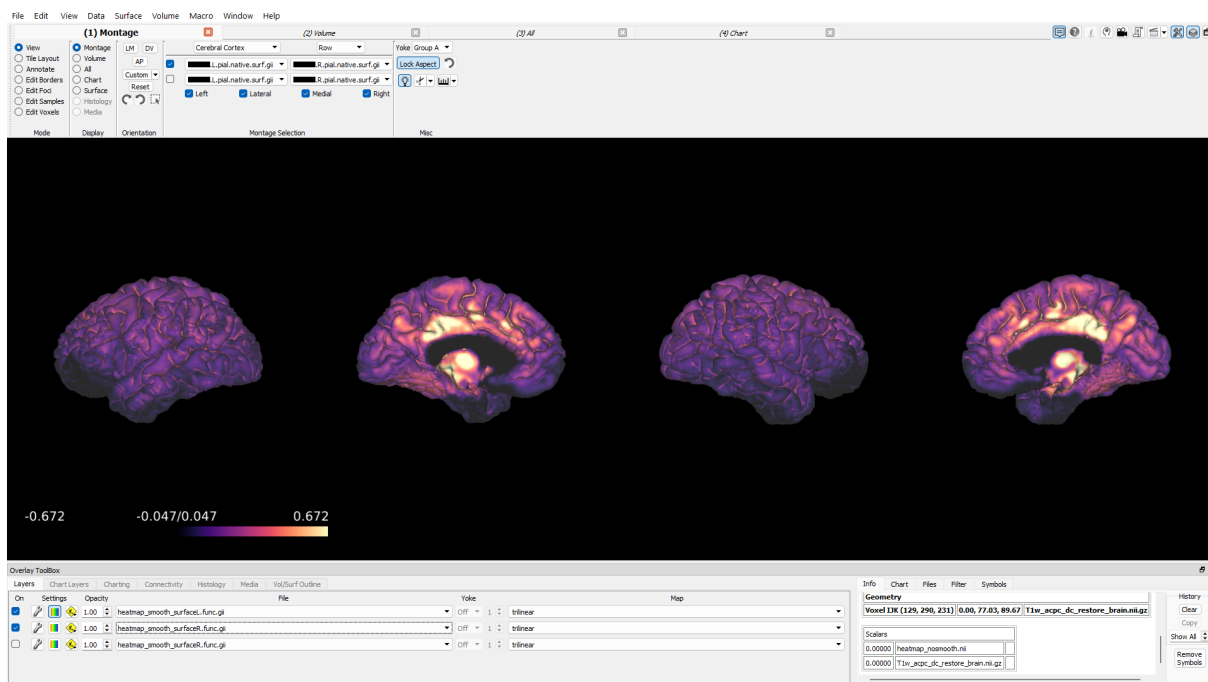 File Edit View Data Surface Volume Macro Window Help
(1) Montage (2) Volume (3) All (4) Chart
View Montage LM DV Cerebral Cortex Row Yoke Group A
Tile Layout Volume AP .L.pial.native.surf.gii .R.pial.native.surf.gii Lock Aspect
Annotate All
Edit Borders Chart Custom .L.pial.native.surf.gii .R.pial.native.surf.gii
Edit Foci Surface Reset
Edit Samples Histology Left Lateral Medial Right
Edit Voxels Media
Mode Display Orientation Montage Selection Misc
-0.672 -0.047/0.047 0.672
Overlay ToolBox
Layers Chart Layers Charting Connectivity Histology Media Vol/Surf Outline
On Settings Opacity File Yoke Map
1.00 heatmap_smooth_surfaceL.func.gii Off 1 trilinear
1.00 heatmap_smooth_surfaceR.func.gii Off 1 trilinear
1.00 heatmap_smooth_surfaceR.func.gii Off 1 trilinear
Info Chart Files Filter Symbols
Geometry
Voxel IJK (129, 290, 231) 0.00, 77.03, 89.67 T1w_acpc_dc_restore_brain.nii.gz
Scalars
0.00000 heatmap_nosmooth.nii
0.00000 T1w_acpc_dc_restore_brain.nii.gz
History
Clear
Copy
Show All
Remove
Symbols